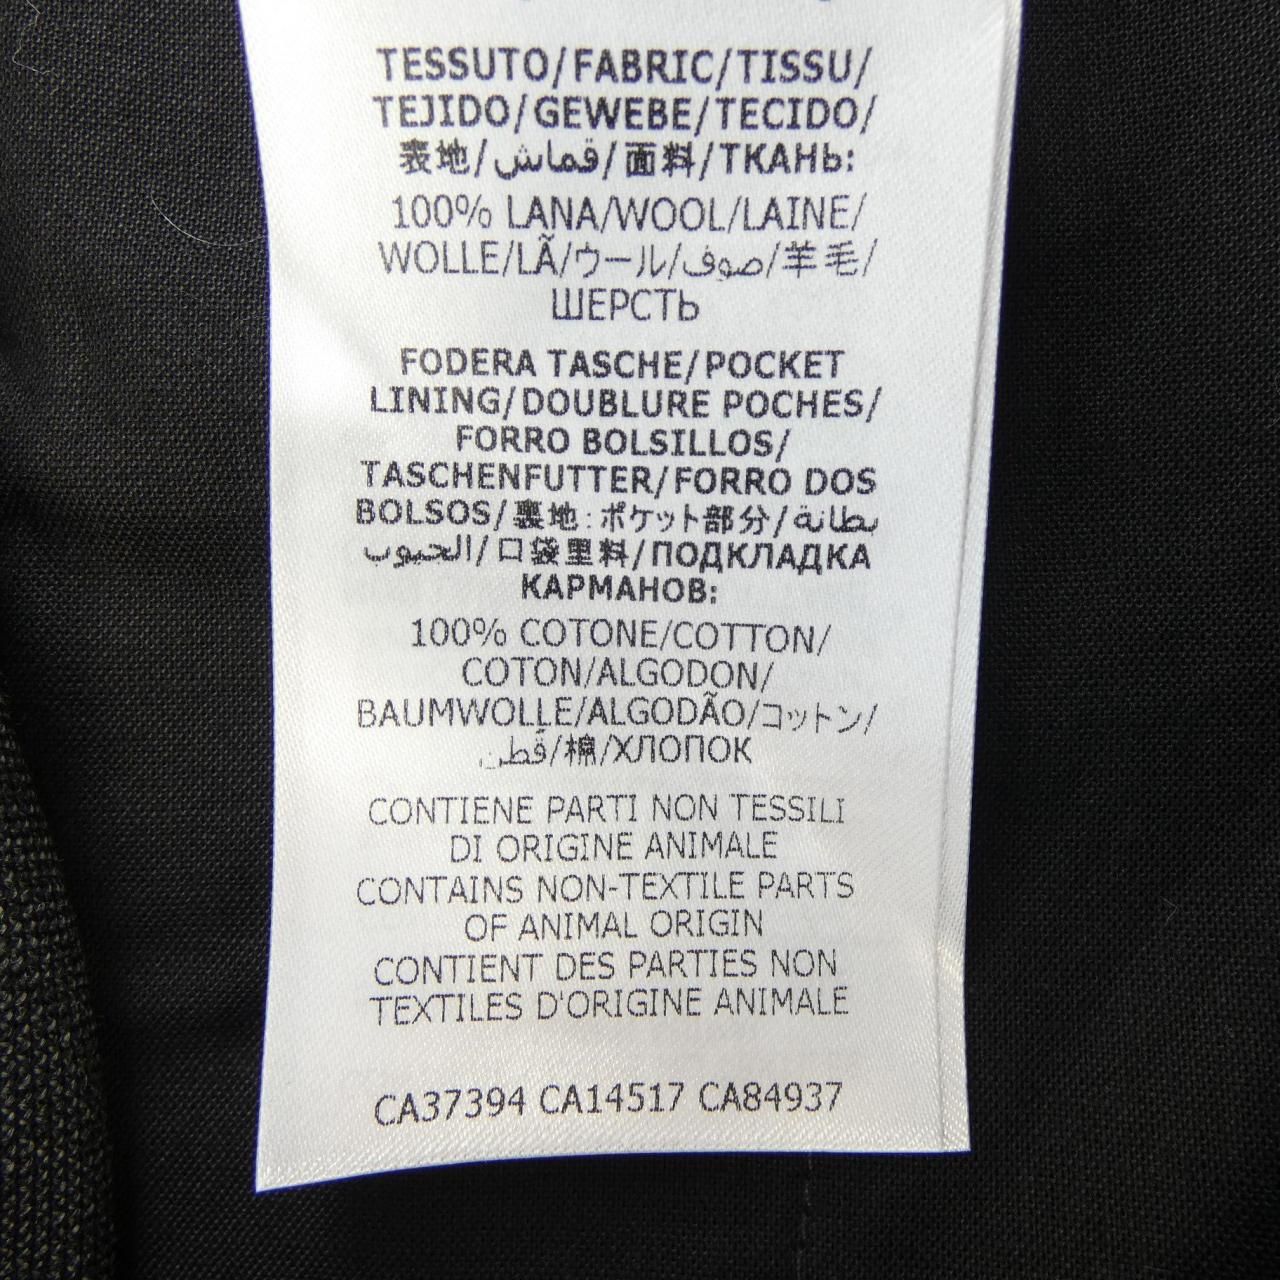 TESSUTO/FABRIC/TISSU/
TEJIDO/GEWEBE/TECIDO/
表地/قماش/面料/ТКАНЬ:
100% LANA/WOOL/LAINE/
WOLLE/LÃ/ウール/صوف/羊毛/
ШЕРСТЬ
FODERA TASCHE/POCKET
LINING/DOUBLURE POCHES/
FORRO BOLSILLOS/
TASCHENFUTTER/FORRO DOS
BOLSOS/裏地:ポケット部分/بطانة
الجيوب/口袋里料/ПОДКЛАДКА
КАРМАНОВ:
100% COTONE/COTTON/
COTON/ALGODON/
BAUMWOLLE/ALGODÃO/コットン/
قطن/棉/ХЛОПОК
CONTIENE PARTI NON TESSILI
DI ORIGINE ANIMALE
CONTAINS NON-TEXTILE PARTS
OF ANIMAL ORIGIN
CONTIENT DES PARTIES NON
TEXTILES D'ORIGINE ANIMALE
CA37394 CA14517 CA84937